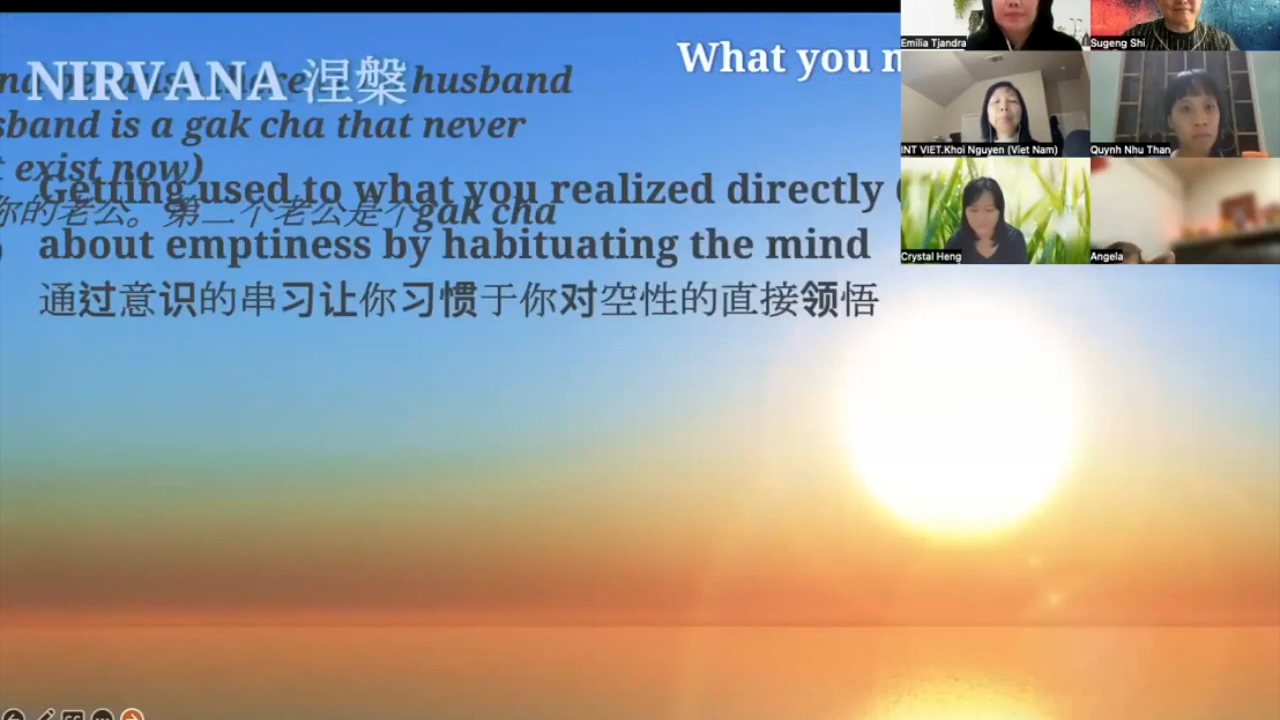 What you n
NIRVANA 涅槃
husband
sband is a gak cha that never
t exist now)
Getting used to what you realized directly (
你的老公。第二个老公是个gak cha
about emptiness by habituating the mind
通过意识的串习让你习惯于你对空性的直接领悟
Emilia Tjandra
Sugeng Shi
INT VIET.Khoi Nguyen (Viet Nam)
Quynh Nhu Than
Crystal Heng
Angela